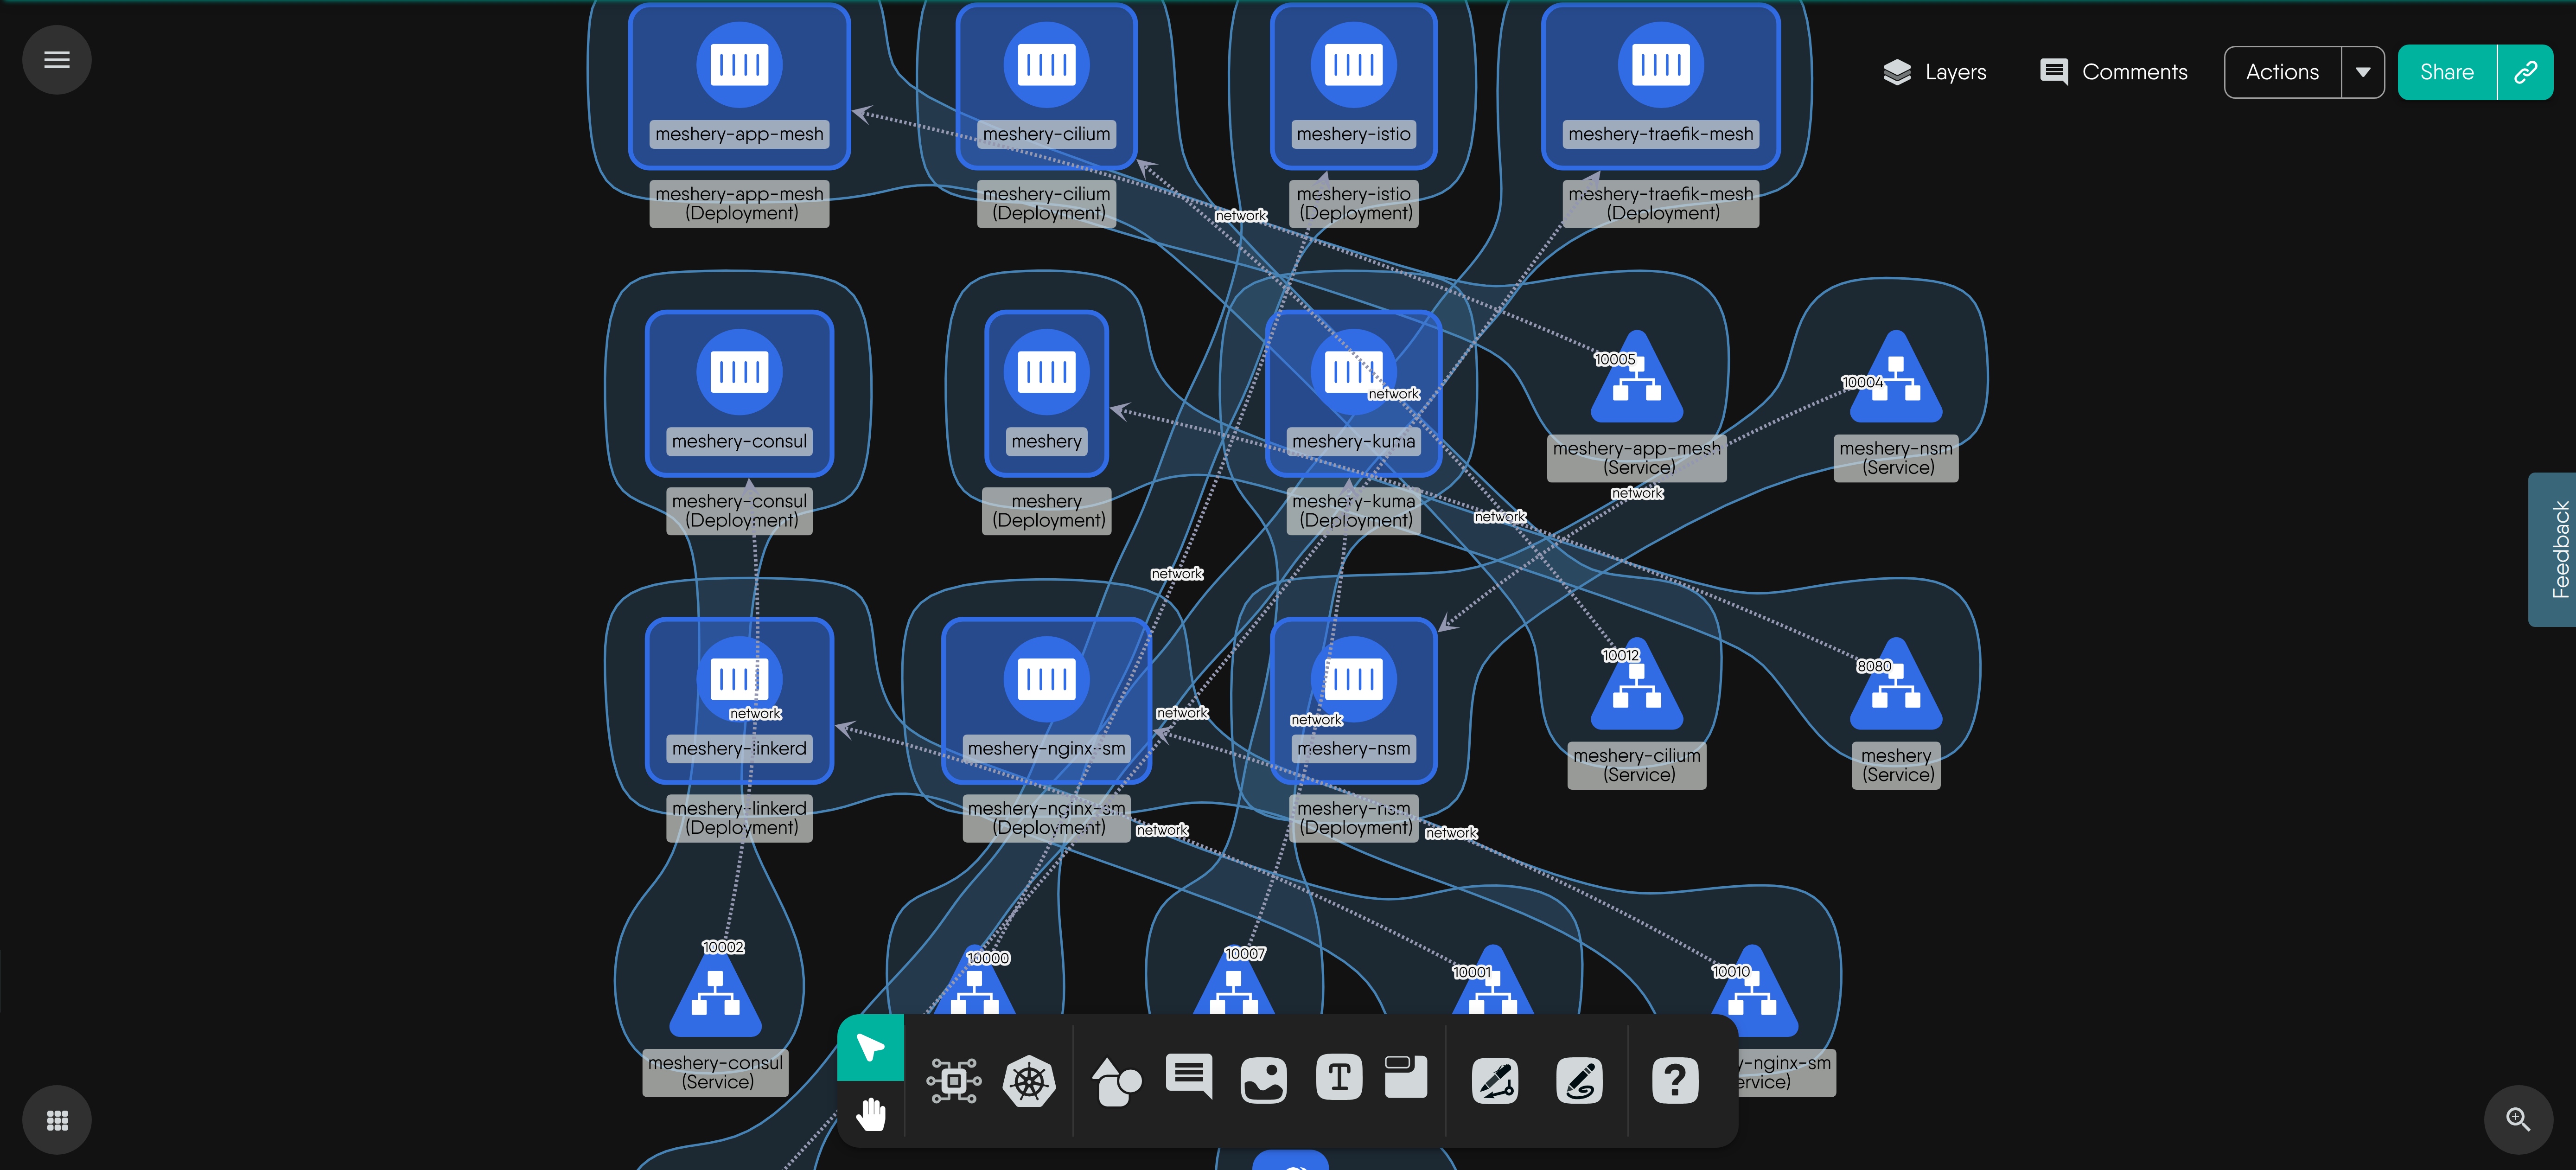 Layers
Comments
Actions
Share
meshery-app-mesh
meshery-cilium
meshery-istio
meshery-traefik-mesh
meshery-app-mesh
(Deployment)
meshery-cilium
(Deployment)
meshery-istio
(Deployment)
meshery-traefik-mesh
(Deployment)
network
10005
10004
network
meshery-consul
meshery
meshery-kuma
meshery-app-mesh
(Service)
meshery-nsm
(Service)
meshery-consul
(Deployment)
meshery
(Deployment)
meshery-kuma
(Deployment)
network
network
Feedback
network
10012
8080
network
network
network
meshery-linkerd
meshery-nginx-sm
meshery-nsm
meshery-cilium
(Service)
meshery
(Service)
meshery-linkerd
(Deployment)
meshery-nginx-sm
(Deployment)
meshery-nsm
(Deployment)
network
network
10002
10000
10007
10001
10010
meshery-consul
(Service)
y-nginx-sm
ervice)
T
?